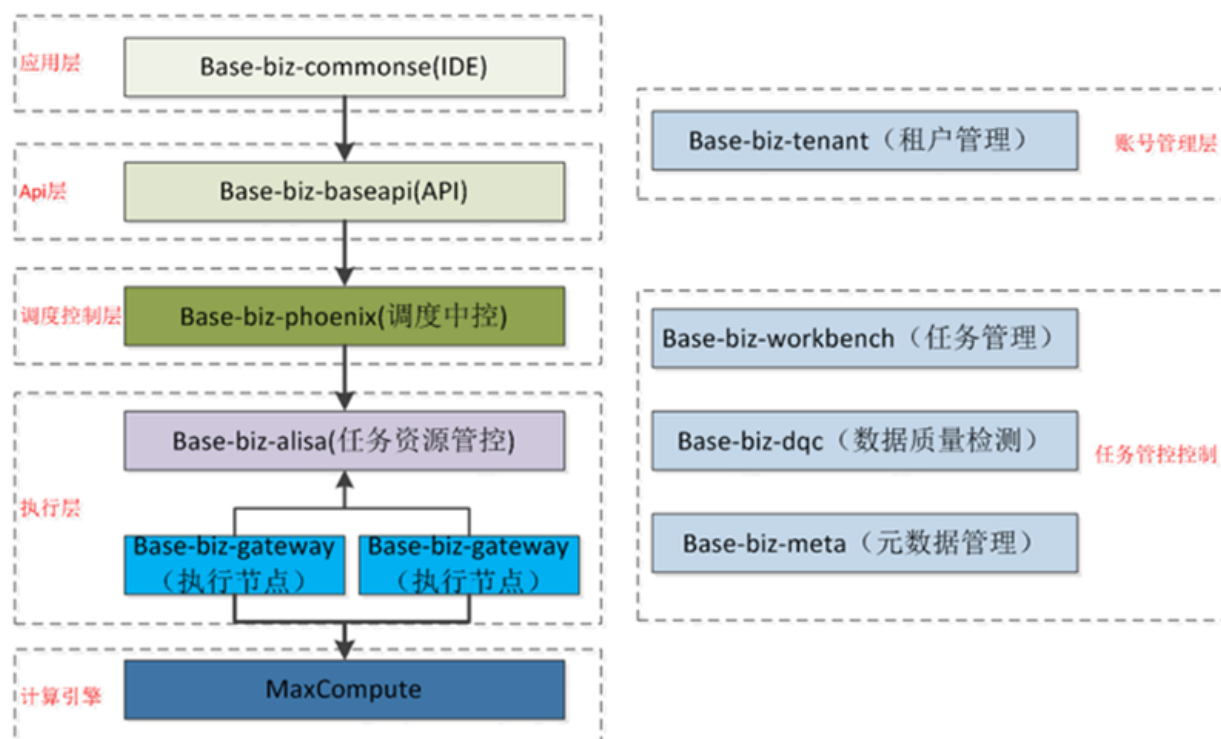 应用层
Base-biz-commonse(IDE)
Api层
Base-biz-baseapi(API)
调度控制层
Base-biz-phoenix(调度中控)
执行层
Base-biz-alisa(任务资源管控)
Base-biz-gateway
（执行节点）
Base-biz-gateway
（执行节点）
计算引擎
MaxCompute
Base-biz-tenant（租户管理）
账号管理层
Base-biz-workbench（任务管理）
Base-biz-dqc（数据质量检测）
任务管控控制
Base-biz-meta（元数据管理）